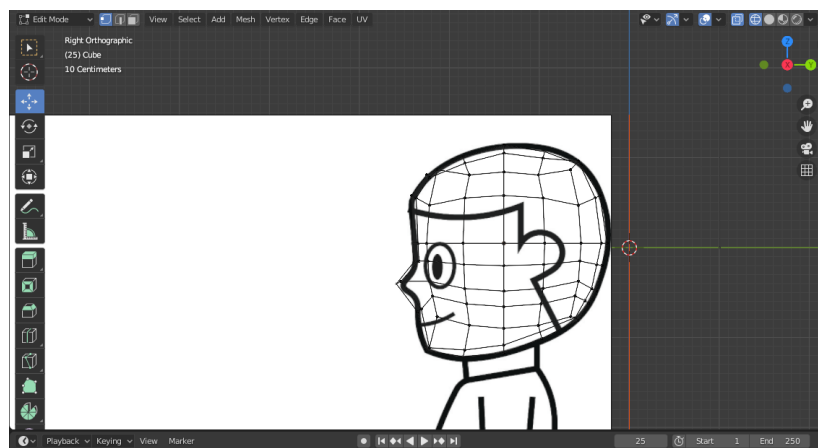 Edit Mode View Select Add Mesh Vertex Edge Face UV
Right Orthographic
(25) Cube
10 Centimeters
Z
X
Y
Playback Keying View Marker 25 Start 1 End 250